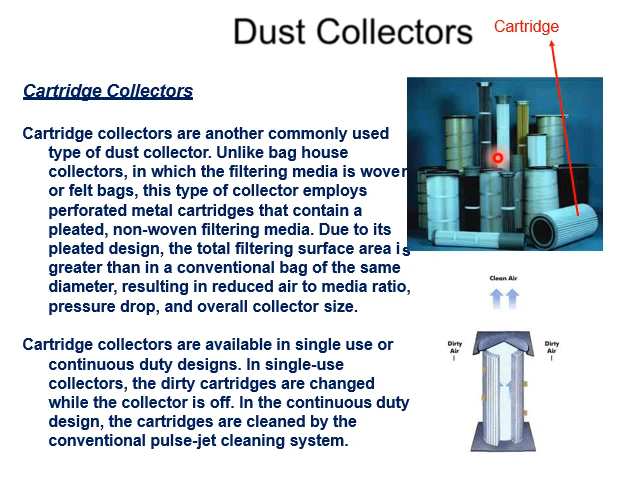 Dust Collectors
Cartridge
Cartridge Collectors
Cartridge collectors are another commonly used
type of dust collector. Unlike bag house
collectors, in which the filtering media is woven
or felt bags, this type of collector employs
perforated metal cartridges that contain a
pleated, non-woven filtering media. Due to its
pleated design, the total filtering surface area is
greater than in a conventional bag of the same
diameter, resulting in reduced air to media ratio,
pressure drop, and overall collector size.
Clean Air
Dirty
Air
Dirty
Air
Cartridge collectors are available in single use or
continuous duty designs. In single-use
collectors, the dirty cartridges are changed
while the collector is off. In the continuous duty
design, the cartridges are cleaned by the
conventional pulse-jet cleaning system.